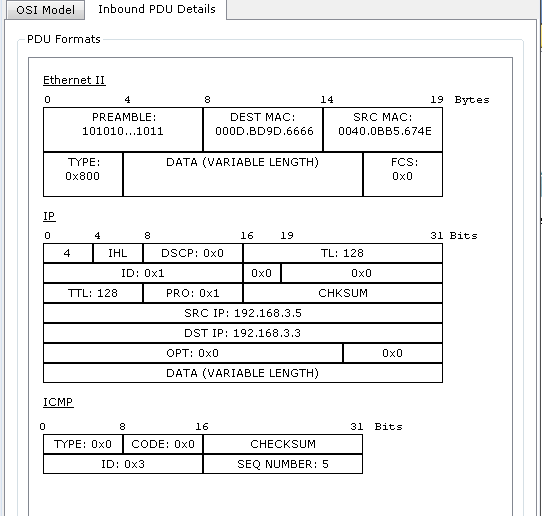 OSI Model Inbound PDU Details
PDU Formats
Ethernet II
0 4 8 14 19 Bytes
PREAMBLE: DEST MAC: SRC MAC:
101010...1011 000D.BD9D.6666 0040.0BB5.674E
TYPE: DATA (VARIABLE LENGTH) FCS:
0x800 0x0
IP
0 4 8 16 19 31 Bits
4 IHL DSCP: 0x0 TL: 128
ID: 0x1 0x0 0x0
TTL: 128 PRO: 0x1 CHKSUM
SRC IP: 192.168.3.5
DST IP: 192.168.3.3
OPT: 0x0 0x0
DATA (VARIABLE LENGTH)
ICMP
0 8 16 31 Bits
TYPE: 0x0 CODE: 0x0 CHECKSUM
ID: 0x3 SEQ NUMBER: 5